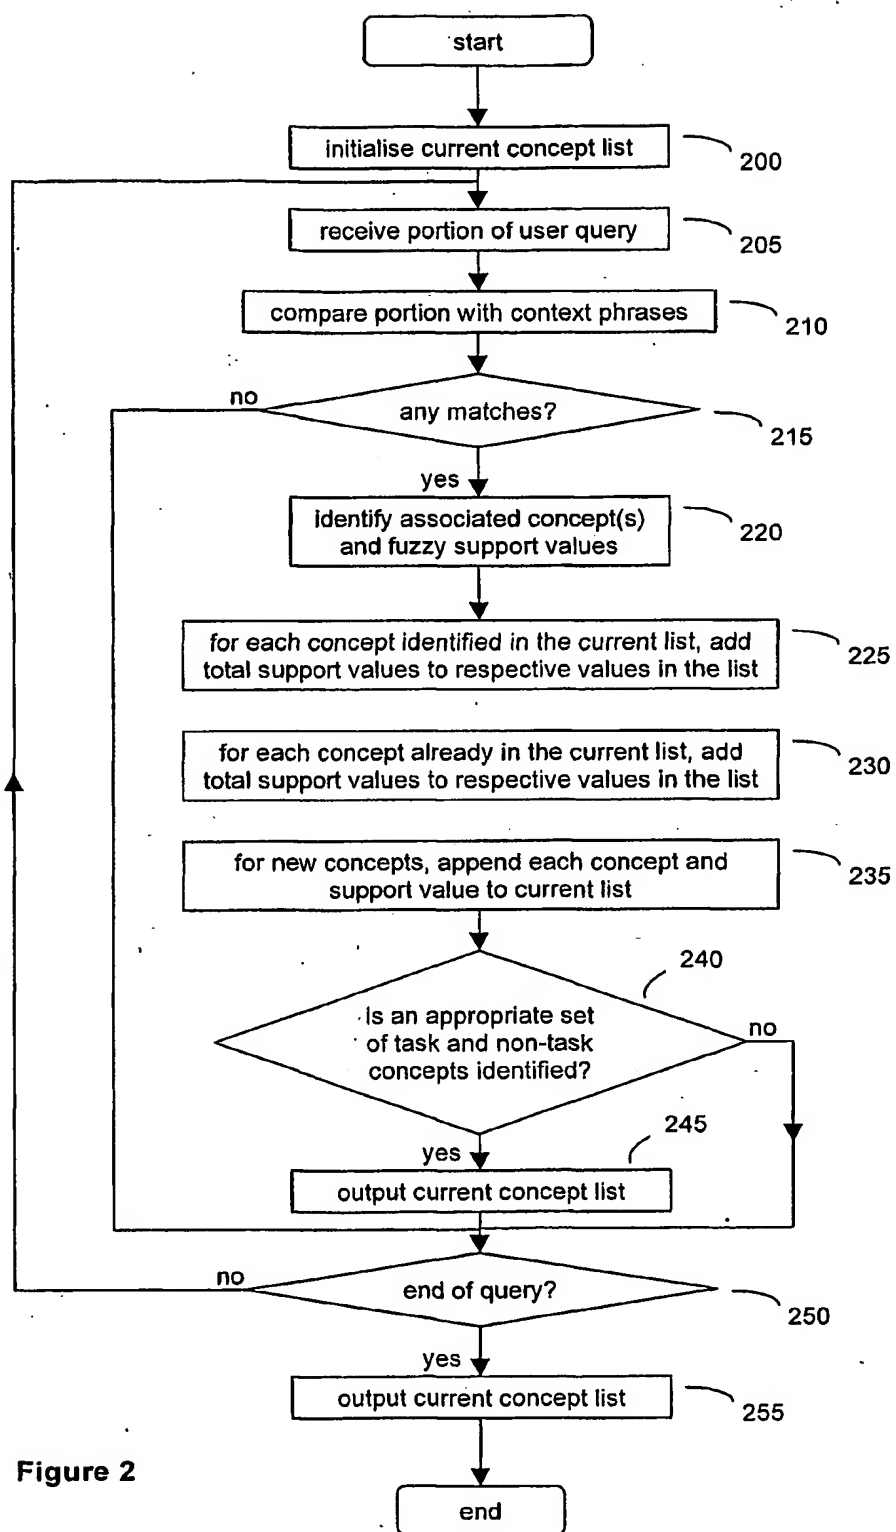 start
initialise current concept list
200
receive portion of user query
205
compare portion with context phrases
210
no
any matches?
215
yes
identify associated concept(s)
and fuzzy support values
220
for each concept identified in the current list, add
total support values to respective values in the list
225
for each concept already in the current list, add
total support values to respective values in the list
230
for new concepts, append each concept and
support value to current list
235
240
Is an appropriate set
of task and non-task
concepts identified?
no
yes
245
output current concept list
no
end of query?
250
yes
output current concept list
255
Figure 2
end